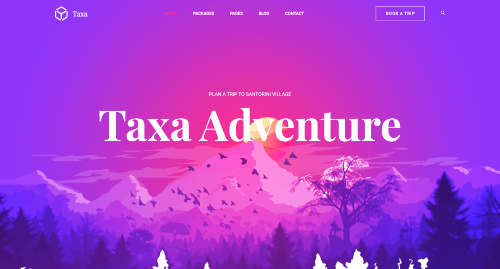 Taxa
HOME PACKAGES PAGES BLOG CONTACT
BOOK A TRIP
PLAN A TRIP TO SANTORINI VILLAGE
Taxa Adventure